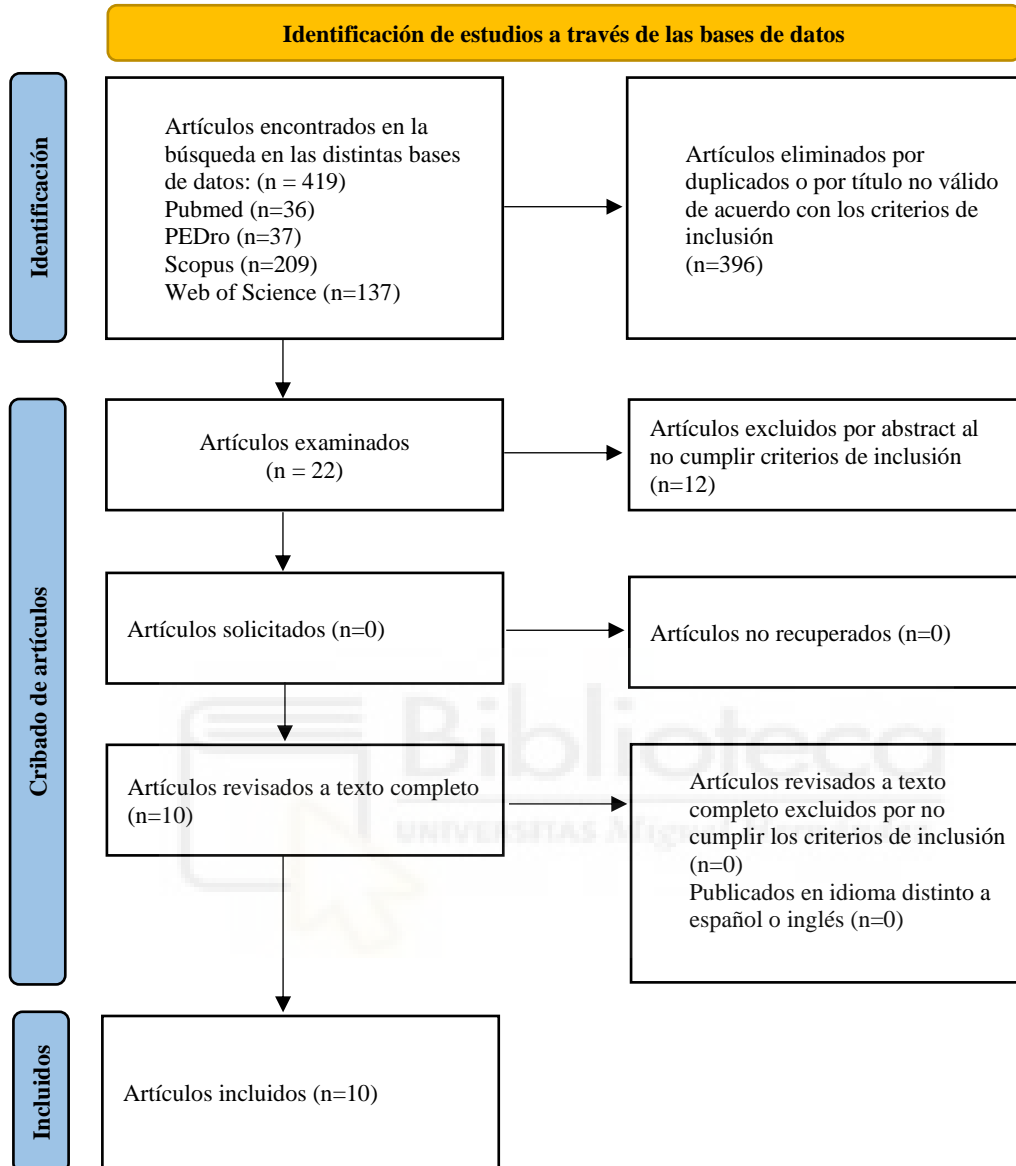 Identificación de estudios a través de las bases de datos
Identificación
Artículos encontrados en la
búsqueda en las distintas bases
de datos: (n = 419)
Pubmed (n=36)
PEDro (n=37)
Scopus (n=209)
Web of Science (n=137)
Artículos eliminados por
duplicados o por título no válido
de acuerdo con los criterios de
inclusión
(n=396)
Cribado de artículos
Artículos examinados
(n = 22)
Artículos excluidos por abstract al
no cumplir criterios de inclusión
(n=12)
Artículos solicitados (n=0)
Artículos no recuperados (n=0)
Artículos revisados a texto completo
(n=10)
Artículos revisados a texto
completo excluidos por no
cumplir los criterios de inclusión
(n=0)
Publicados en idioma distinto a
español o inglés (n=0)
Biblioteca
UNIVERSITAS Miguel
Incluidos
Artículos incluidos (n=10)